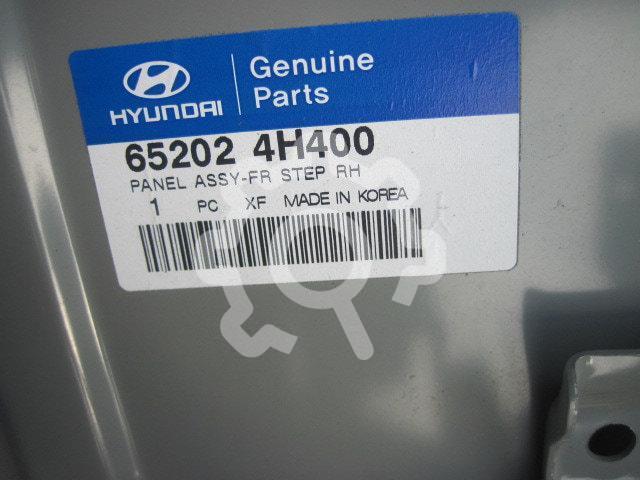 HYUNDAI
Genuine
Parts
65202 4H400
PANEL ASSY-FR STEP RH
1 PC XF MADE IN KOREA